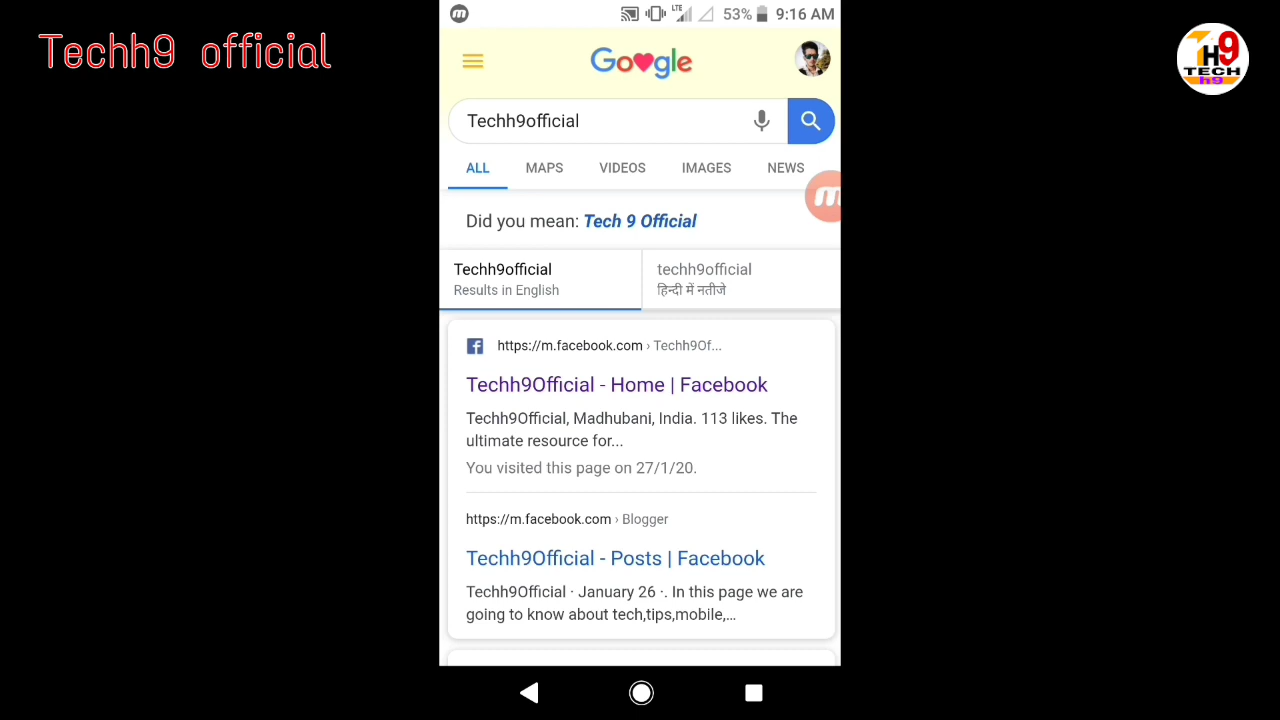 Techh9 official
53% 9:16 AM
LTE
Google
H9
TECH
h9
Techh9official
ALL MAPS VIDEOS IMAGES NEWS
Did you mean: Tech 9 Official
Techh9official
Results in English
techh9official
हिन्दी में नतीजे
https://m.facebook.com › Techh9Of...
Techh9Official - Home | Facebook
Techh9Official, Madhubani, India. 113 likes. The
ultimate resource for...
You visited this page on 27/1/20.
https://m.facebook.com › Blogger
Techh9Official - Posts | Facebook
Techh9Official · January 26 ·. In this page we are
going to know about tech,tips,mobile,...